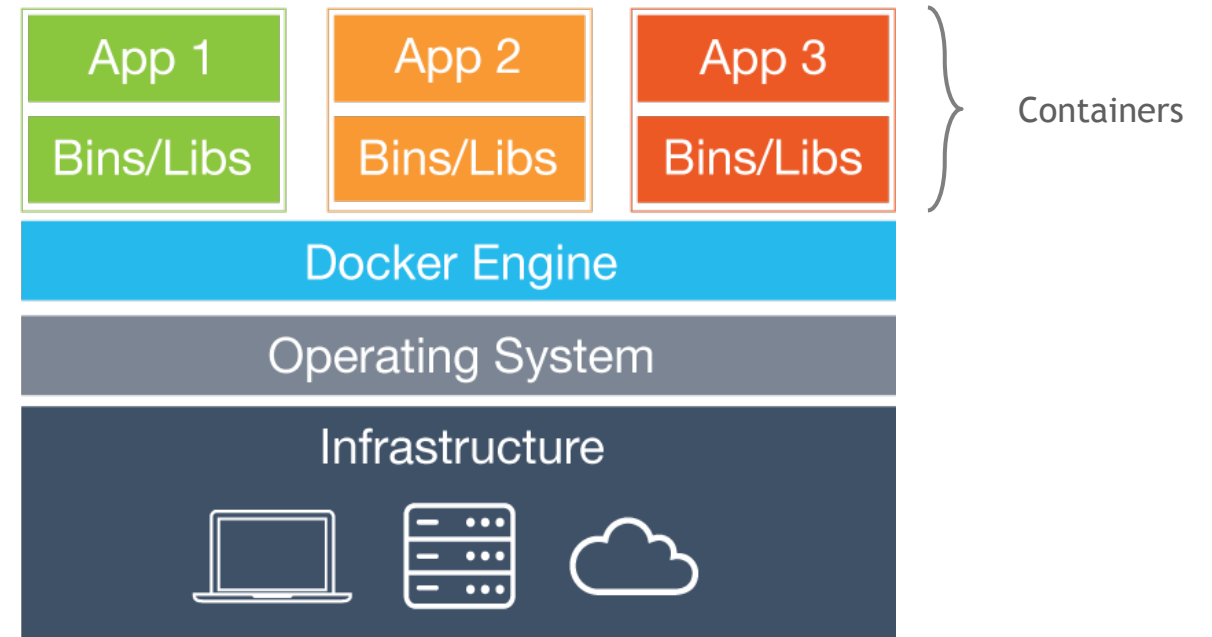 App 1
App 2
App 3
Containers
Bins/Libs
Bins/Libs
Bins/Libs
Docker Engine
Operating System
Infrastructure